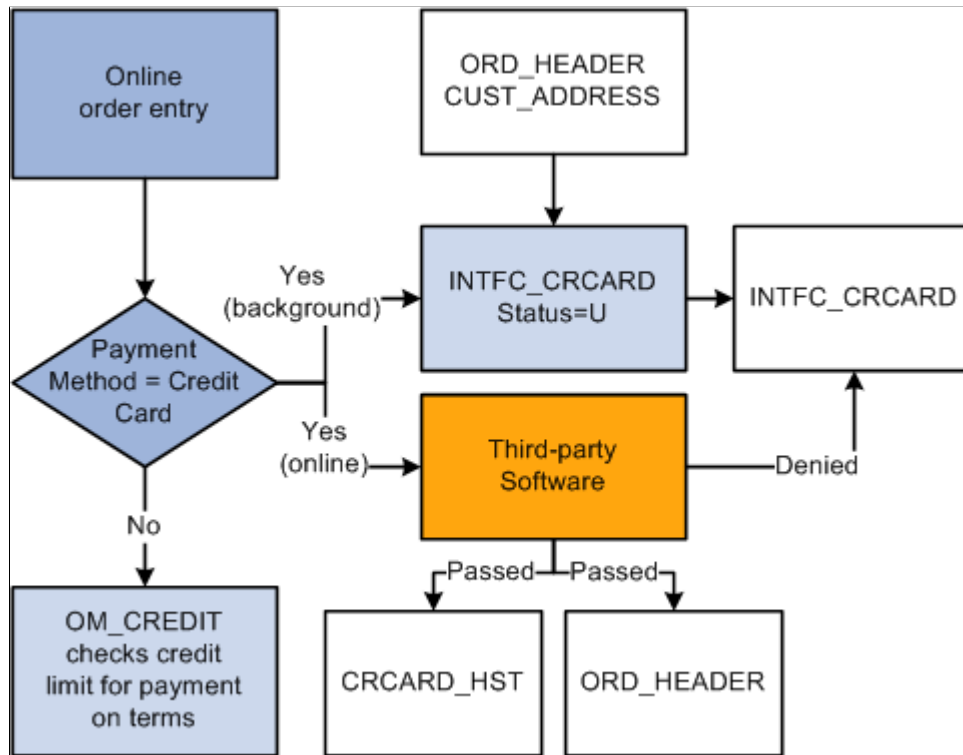 Online
order entry
ORD_HEADER
CUST_ADDRESS
Yes
(background)
INTFC_CRCARD
Status=U
INTFC_CRCARD
Payment
Method = Credit
Card
Yes
(online)
Third-party
Software
Denied
No
Passed
Passed
OM_CREDIT
checks credit
limit for payment
on terms
CRCARD_HST
ORD_HEADER